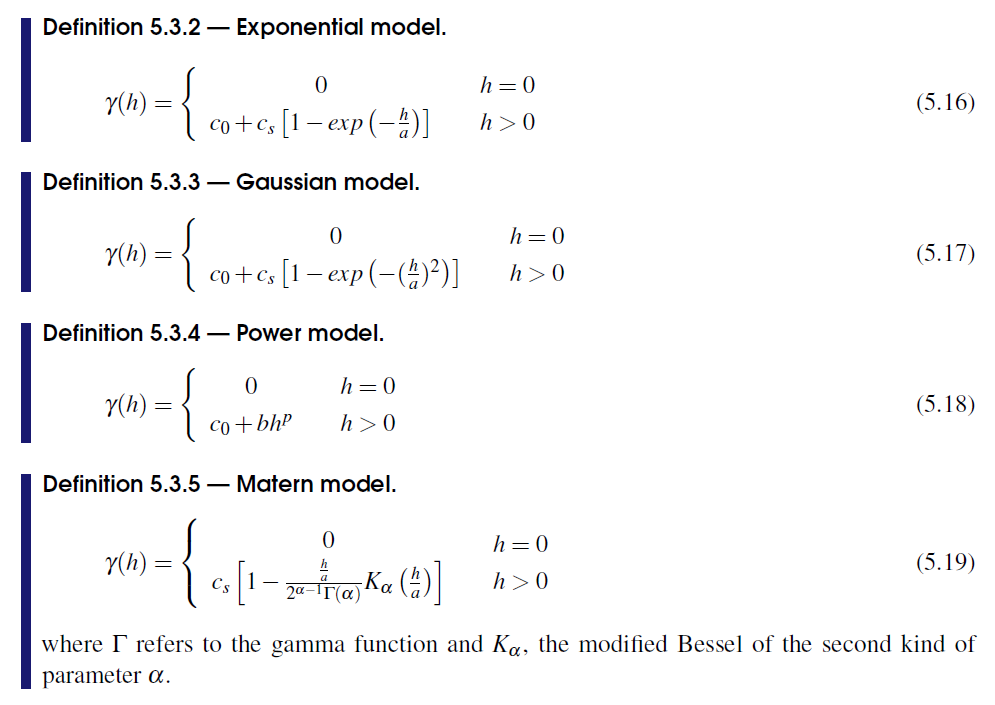 Definition 5.3.2 — Exponential model.
γ(h) = { 0 h = 0
c₀ + cₛ [1 − exp (−h/a)] h > 0 (5.16)
Definition 5.3.3 — Gaussian model.
γ(h) = { 0 h = 0
c₀ + cₛ [1 − exp (−(h/a)²)] h > 0 (5.17)
Definition 5.3.4 — Power model.
γ(h) = { 0 h = 0
c₀ + bhᵖ h > 0 (5.18)
Definition 5.3.5 — Matern model.
γ(h) = { 0 h = 0
cₛ [1 − (h/a)/(2^(α−1)Γ(α)) K_α (h/a)] h > 0 (5.19)
where Γ refers to the gamma function and K_α, the modified Bessel of the second kind of
parameter α.